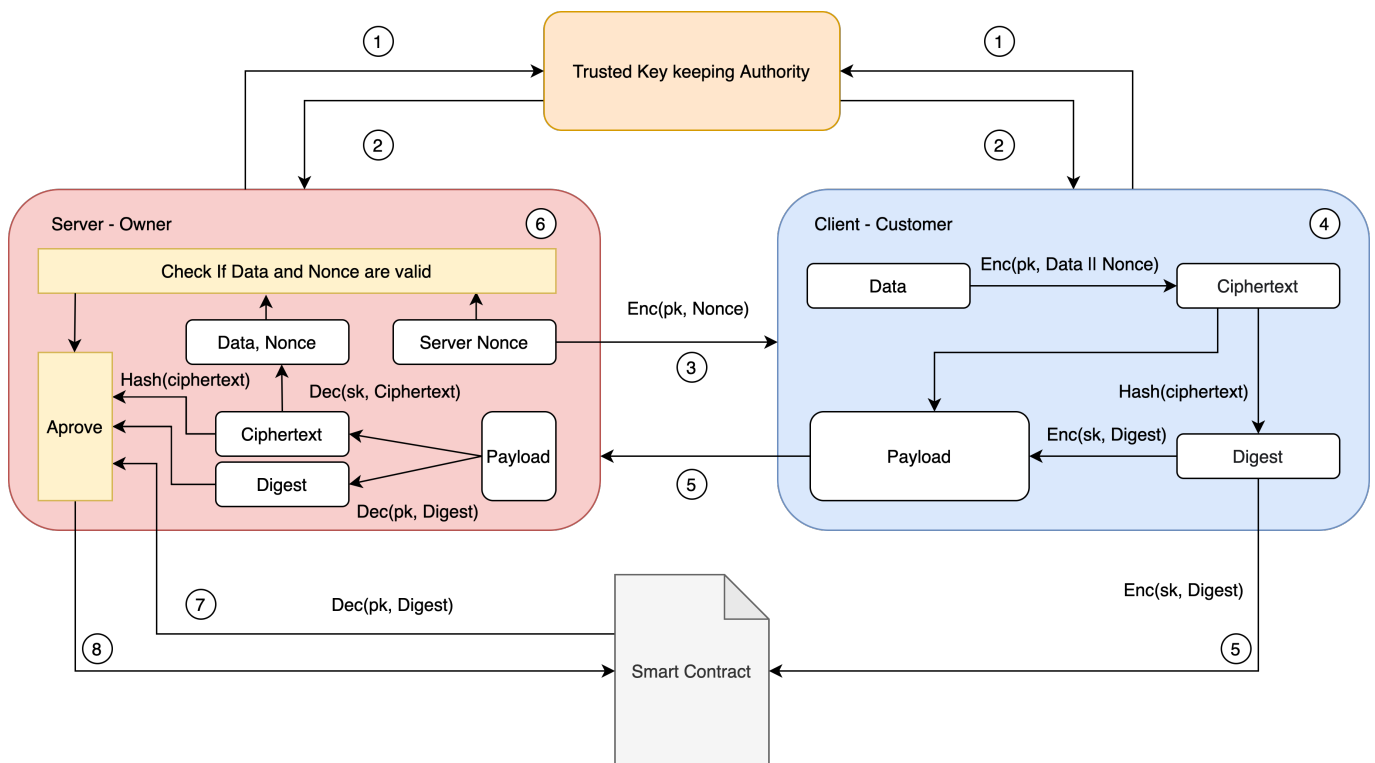 1
1
Trusted Key keeping Authority
2
2
Server - Owner
6
Client - Customer
4
Check If Data and Nonce are valid
Enc(pk, Data || Nonce)
Data
Ciphertext
Enc(pk, Nonce)
Data, Nonce
Server Nonce
3
Hash(ciphertext)
Dec(sk, Ciphertext)
Hash(ciphertext)
Aprove
Ciphertext
Payload
Enc(sk, Digest)
Payload
Digest
Digest
5
Dec(pk, Digest)
Enc(sk, Digest)
7
Dec(pk, Digest)
8
5
Smart Contract